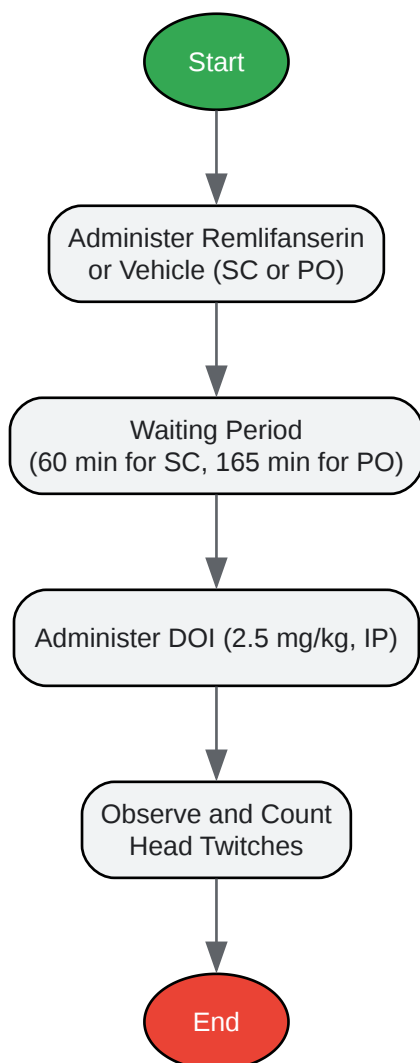 Start
Administer Remlifanserin
or Vehicle (SC or PO)
Waiting Period
(60 min for SC, 165 min for PO)
Administer DOI (2.5 mg/kg, IP)
Observe and Count
Head Twitches
End